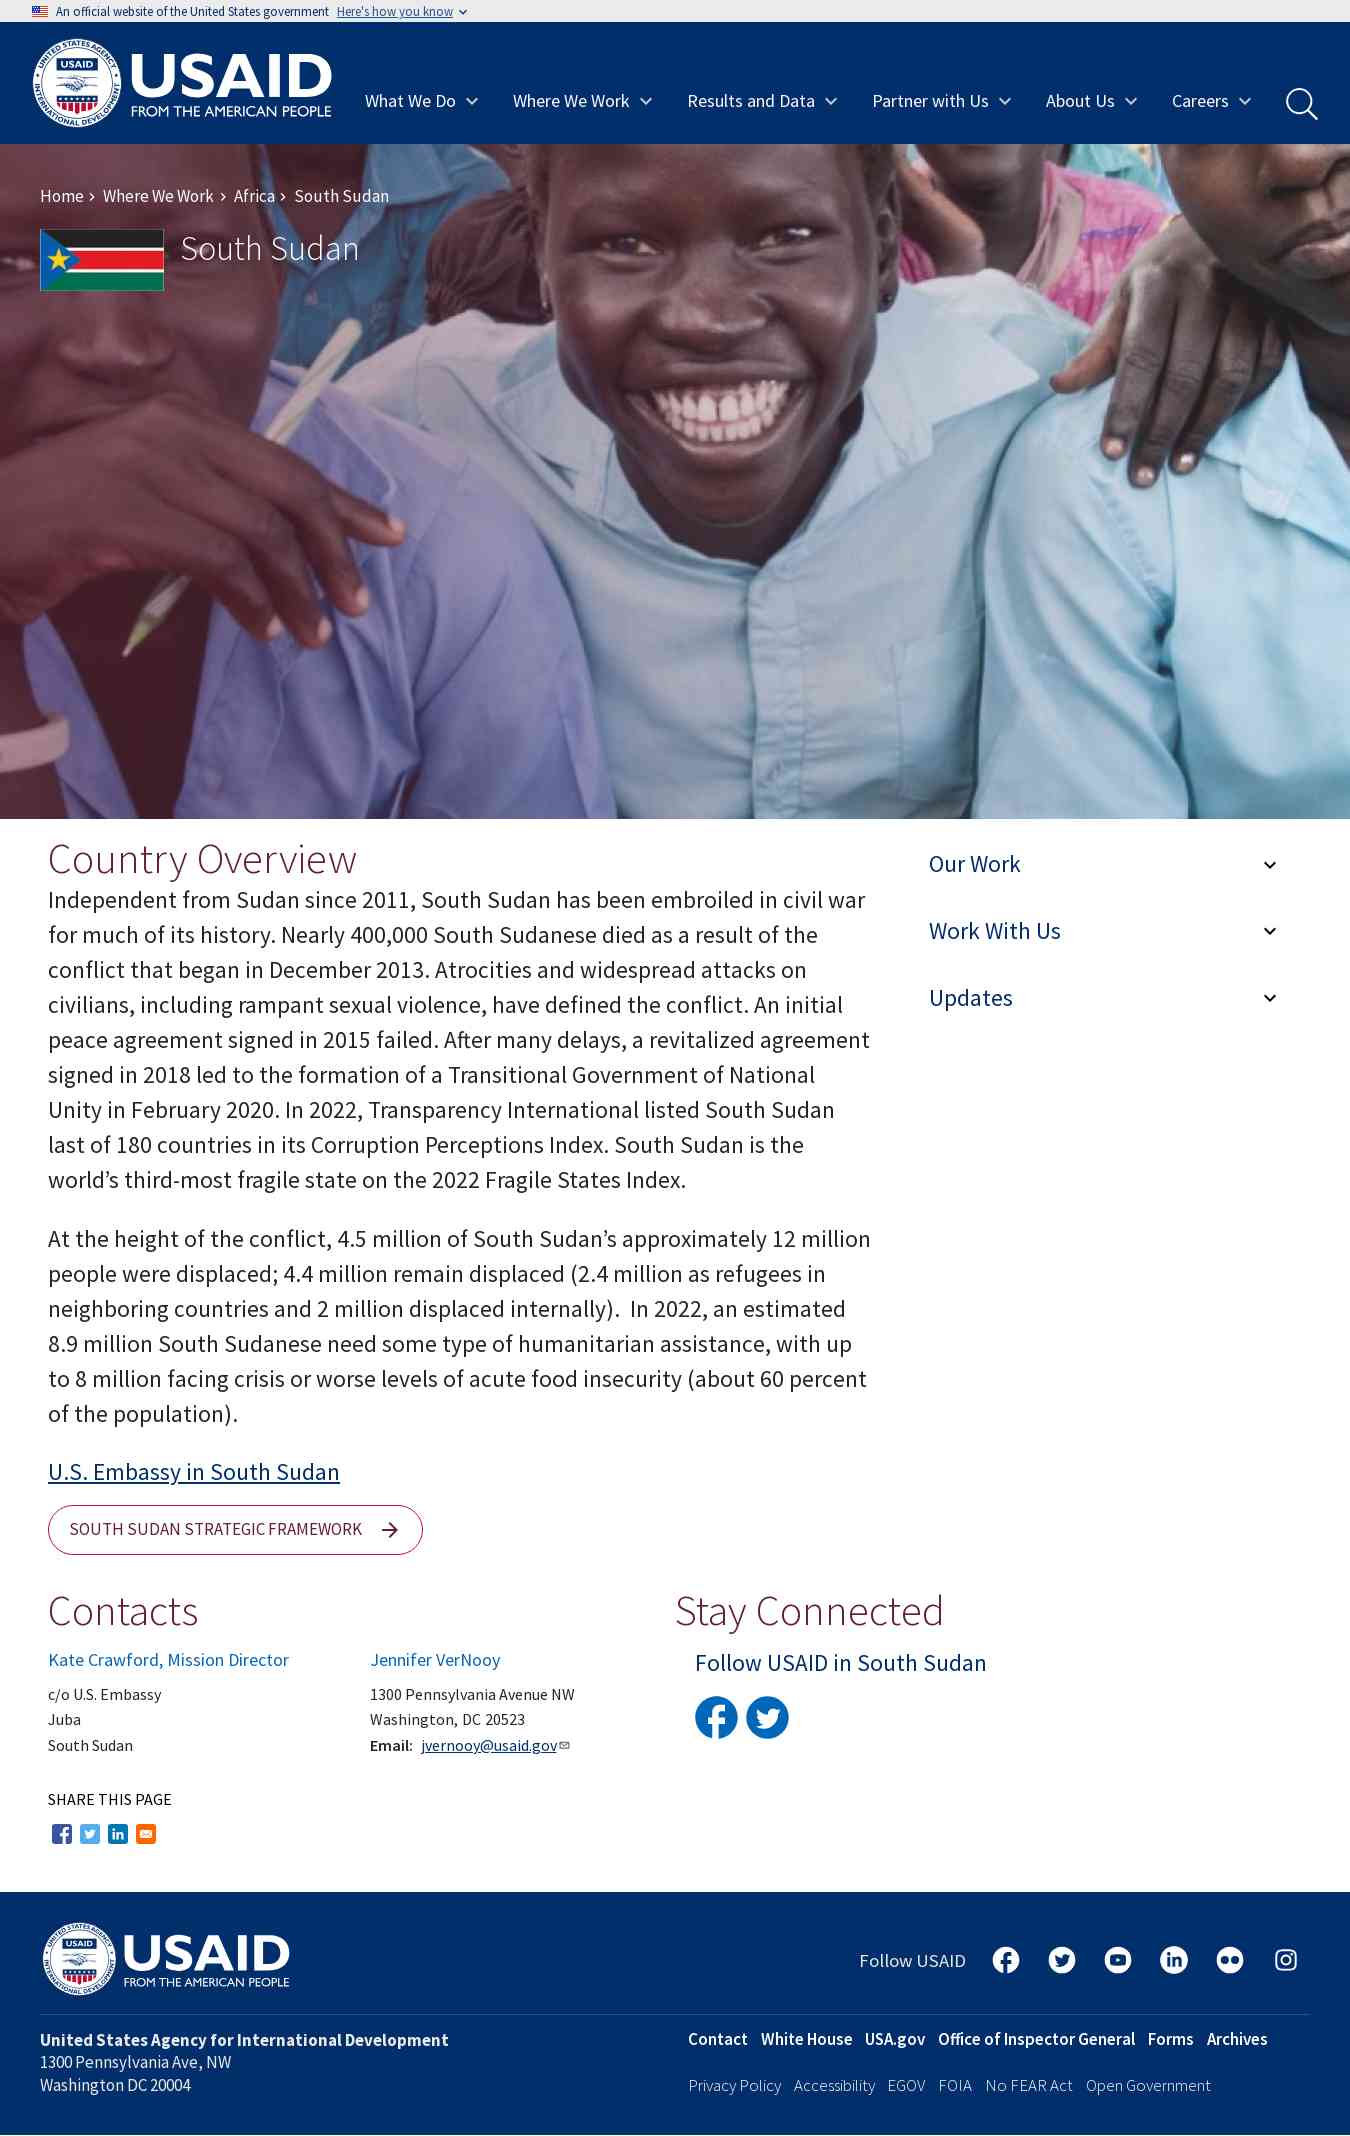 An official website of the United States government Here's how you know
USAID
FROM THE AMERICAN PEOPLE
UNITED STATES AGENCY
INTERNATIONAL DEVELOPMENT
USAID
What We Do
Where We Work
Results and Data
Partner with Us
About Us
Careers
Home
Where We Work
Africa
South Sudan
South Sudan
Country Overview
Independent from Sudan since 2011, South Sudan has been embroiled in civil war
for much of its history. Nearly 400,000 South Sudanese died as a result of the
conflict that began in December 2013. Atrocities and widespread attacks on
civilians, including rampant sexual violence, have defined the conflict. An initial
peace agreement signed in 2015 failed. After many delays, a revitalized agreement
signed in 2018 led to the formation of a Transitional Government of National
Unity in February 2020. In 2022, Transparency International listed South Sudan
last of 180 countries in its Corruption Perceptions Index. South Sudan is the
world’s third-most fragile state on the 2022 Fragile States Index.
At the height of the conflict, 4.5 million of South Sudan’s approximately 12 million
people were displaced; 4.4 million remain displaced (2.4 million as refugees in
neighboring countries and 2 million displaced internally).  In 2022, an estimated
8.9 million South Sudanese need some type of humanitarian assistance, with up
to 8 million facing crisis or worse levels of acute food insecurity (about 60 percent
of the population).
U.S. Embassy in South Sudan
SOUTH SUDAN STRATEGIC FRAMEWORK
Our Work
Work With Us
Updates
Contacts
Kate Crawford, Mission Director
c/o U.S. Embassy
Juba
South Sudan
Jennifer VerNooy
1300 Pennsylvania Avenue NW
Washington, DC 20523
Email: jvernooy@usaid.gov
Stay Connected
Follow USAID in South Sudan
SHARE THIS PAGE
UNITED STATES AGENCY
INTERNATIONAL DEVELOPMENT
USAID
USAID
FROM THE AMERICAN PEOPLE
Follow USAID
United States Agency for International Development
1300 Pennsylvania Ave, NW
Washington DC 20004
Contact White House USA.gov Office of Inspector General Forms Archives
Privacy Policy Accessibility EGOV FOIA No FEAR Act Open Government